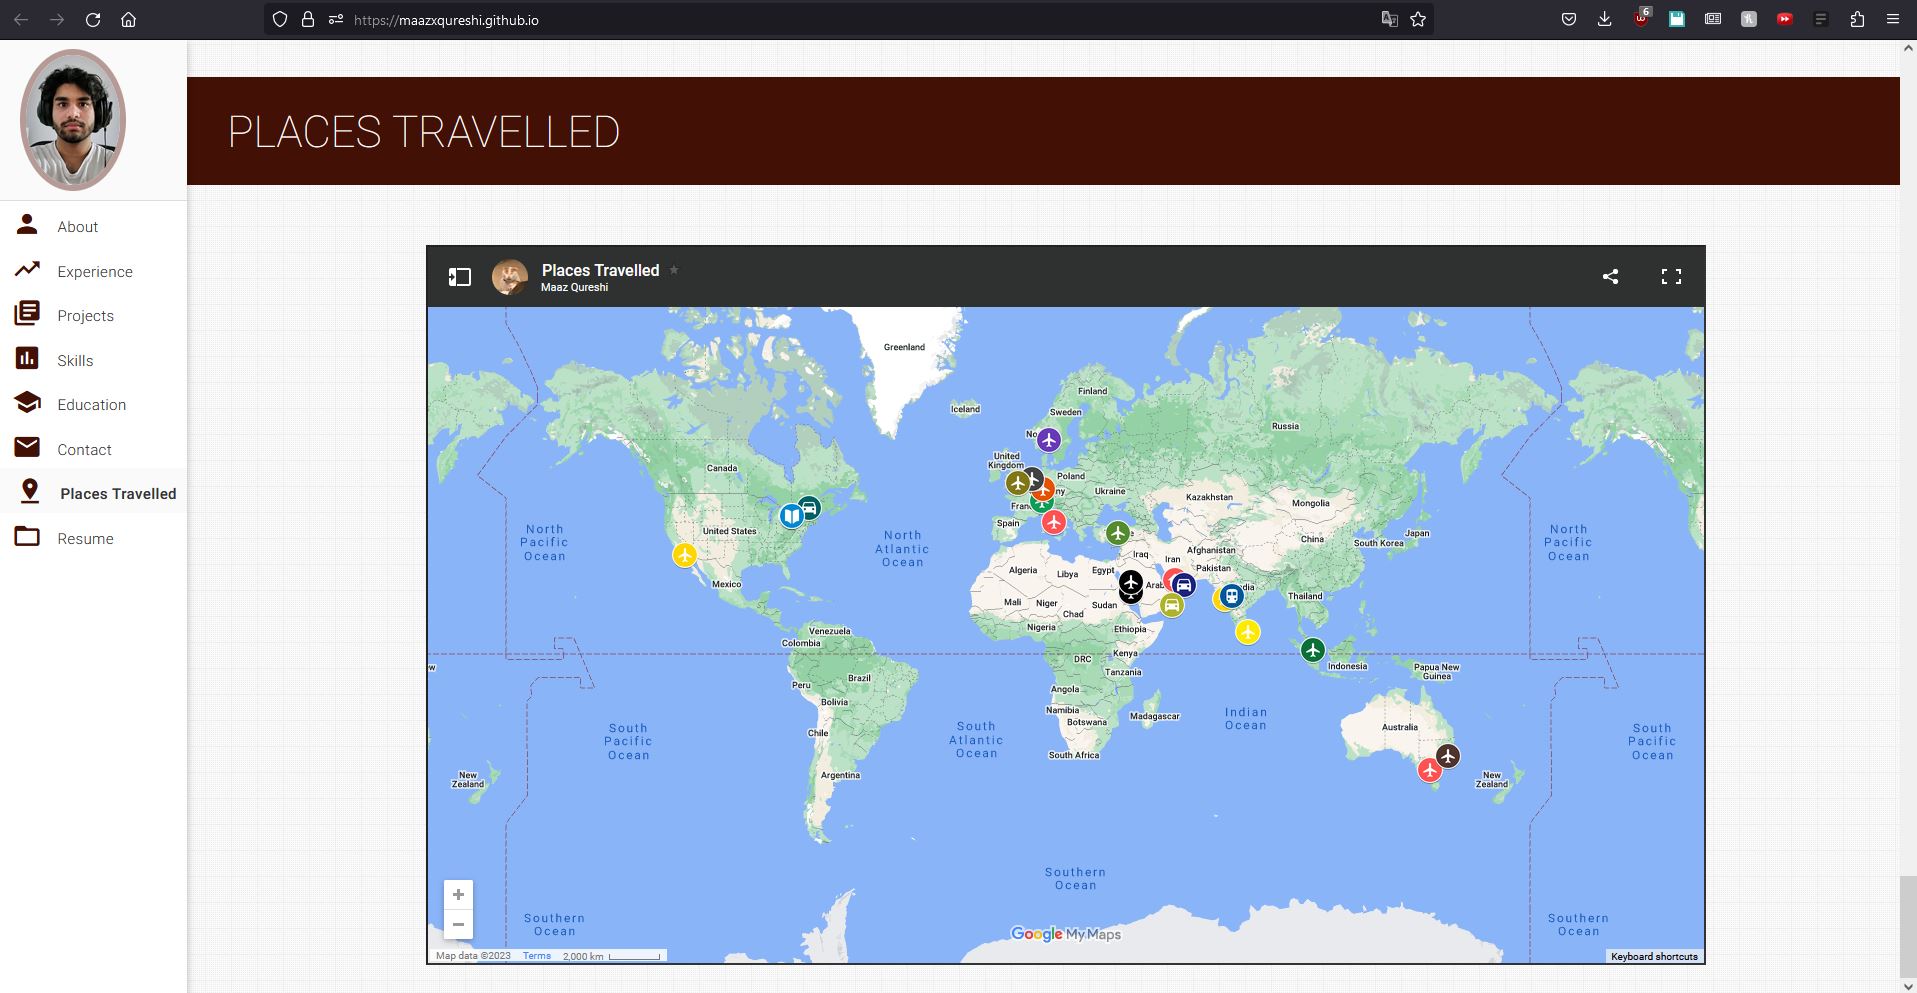 https://maazxqureshi.github.io
6
PLACES TRAVELLED
About
Experience
Projects
Skills
Education
Contact
Places Travelled
Resume
Places Travelled
Maaz Qureshi
Greenland
Iceland
Finland
Sweden
No
Russia
United
Kingdom
Canada
Poland
ny
Ukraine
Kazakhstan
Mongolia
Fran
Spain
United States
North
Pacific
Ocean
North
Atlantic
Ocean
Japan
South Korea
China
North
Pacific
Ocean
Iraq
Afghanistan
Iran
Pakistan
dia
Algeria
Libya
Egypt
Arab
Mexico
Mali
Niger
Chad
Sudan
Thailand
Nigeria
Ethiopia
Venezuela
Colombia
DRC
Kenya
Tanzania
Indonesia
Papua New
Guinea
w
Peru
Brazil
Bolivia
Angola
Namibia
Botswana
Madagascar
Indian
Ocean
Australia
South
Pacific
Ocean
South
Atlantic
Ocean
Chile
South Africa
South
Pacific
Ocean
Argentina
New
Zealand
New
Zealand
Southern
Ocean
+
−
Southern
Ocean
Google My Maps
Southern
Ocean
Map data ©2023 Terms 2,000 km
Keyboard shortcuts